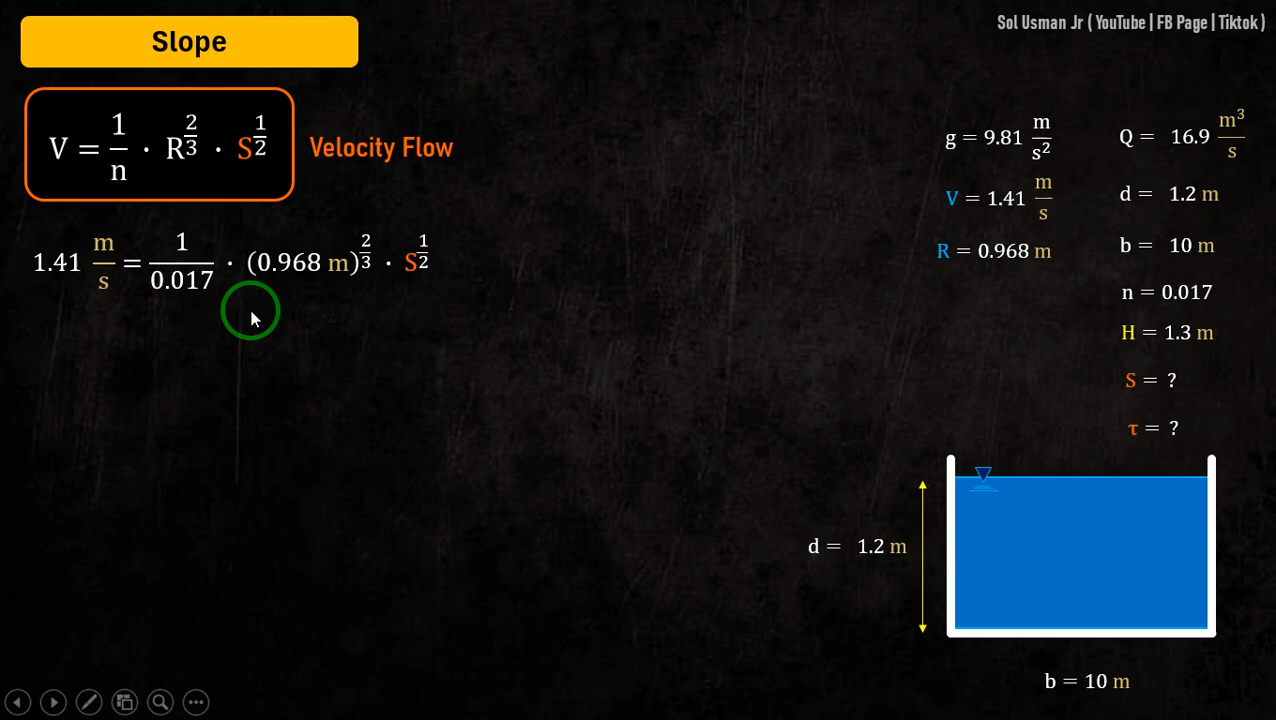 Sol Usman Jr ( YouTube | FB Page | Tiktok )
Slope
V = 1/n · R^(2/3) · S^(1/2)
Velocity Flow
1.41 m/s = 1/0.017 · (0.968 m)^(2/3) · S^(1/2)
g = 9.81 m/s²
V = 1.41 m/s
R = 0.968 m
Q = 16.9 m³/s
d = 1.2 m
b = 10 m
n = 0.017
H = 1.3 m
S = ?
τ = ?
d = 1.2 m
b = 10 m